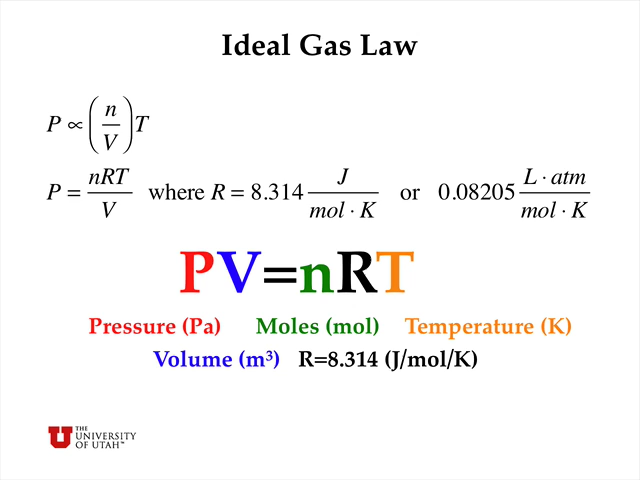 Ideal Gas Law
P ∝ (n/V)T
P = nRT/V where R = 8.314 J/mol · K or 0.08205 L · atm/mol · K
PV=nRT
Pressure (Pa) Moles (mol) Temperature (K)
Volume (m³) R=8.314 (J/mol/K)
THE
UNIVERSITY
OF UTAH™